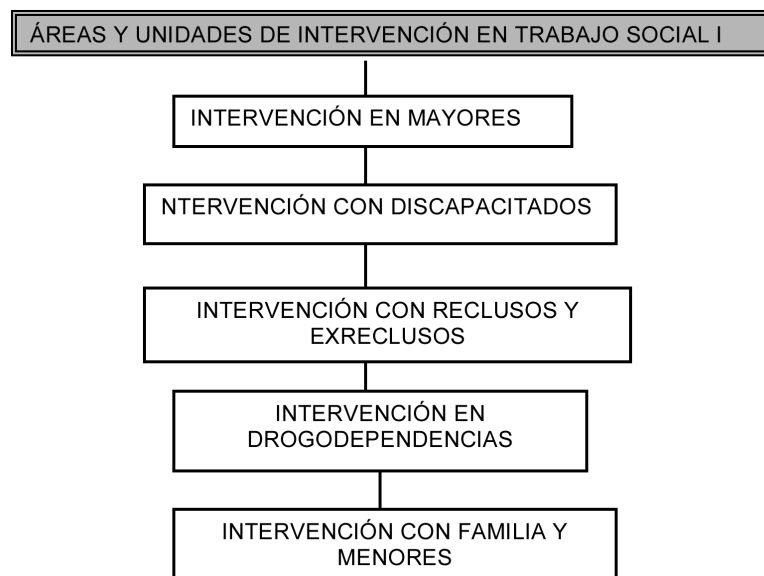 ÁREAS Y UNIDADES DE INTERVENCIÓN EN TRABAJO SOCIAL I
INTERVENCIÓN EN MAYORES
NTERVENCIÓN CON DISCAPACITADOS
INTERVENCIÓN CON RECLUSOS Y
EXRECLUSOS
INTERVENCIÓN EN
DROGODEPENDENCIAS
INTERVENCIÓN CON FAMILIA Y
MENORES